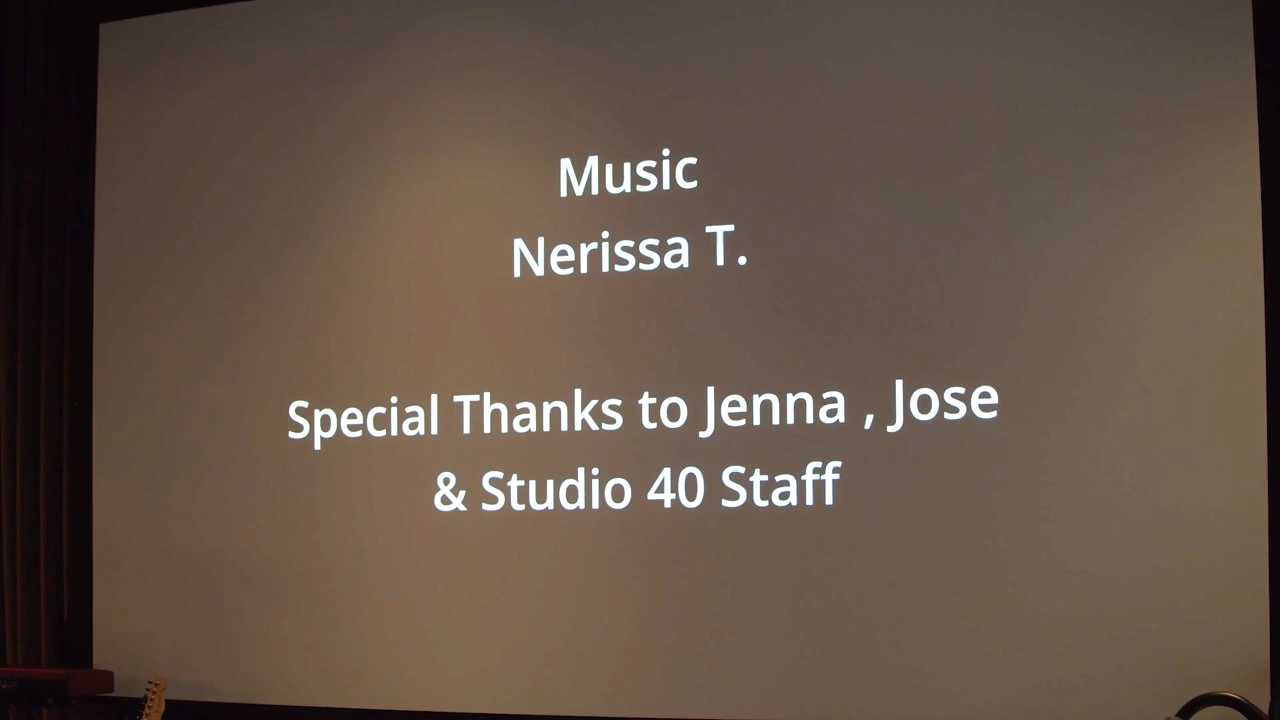 Music
Nerissa T.
Special Thanks to Jenna , Jose
& Studio 40 Staff